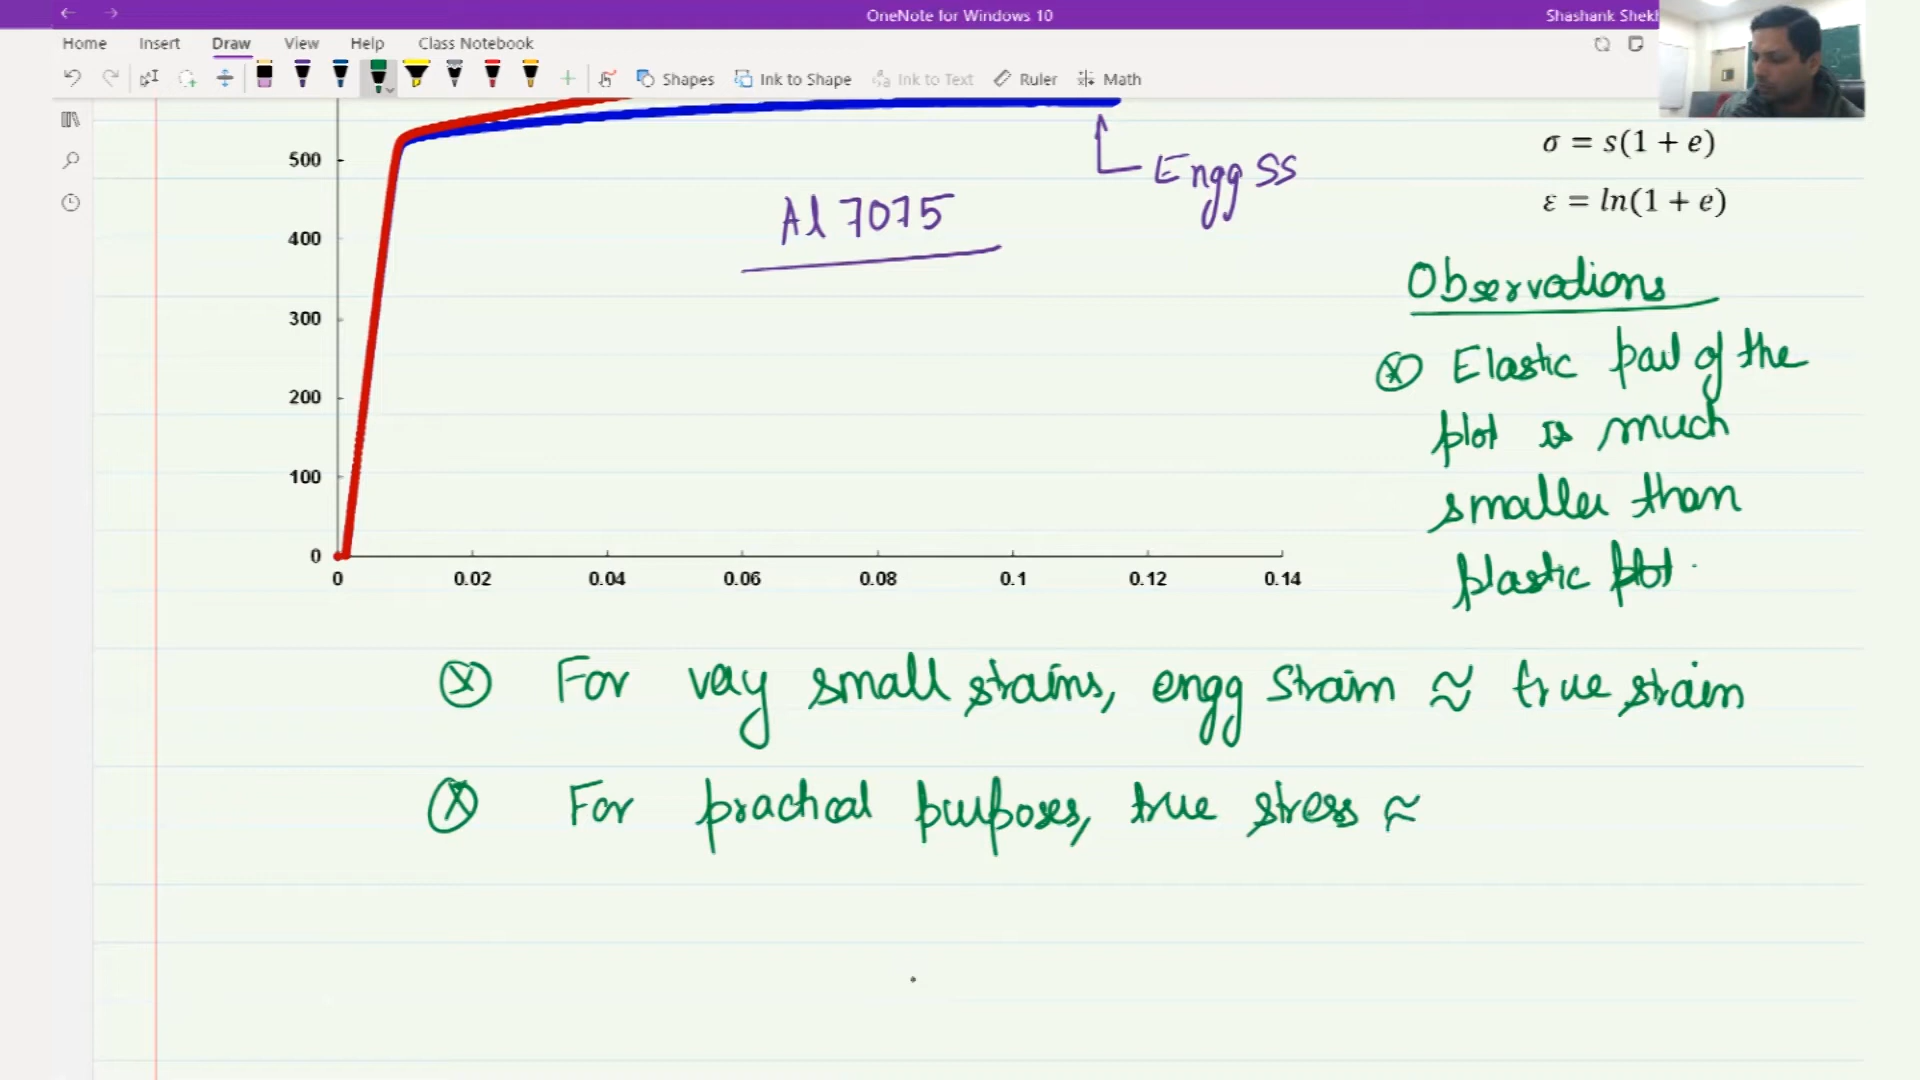 OneNote for Windows 10
Shashank Shekh
Home Insert Draw View Help Class Notebook
Shapes Ink to Shape Ink to Text Ruler Math
500
400
300
200
100
0
0 0.02 0.04 0.06 0.08 0.1 0.12 0.14
Engg SS
Al 7075
σ = s(1 + e)
ε = ln(1 + e)
Observations
Elastic part of the
plot is much
smaller than
plastic plot.
For very small strains, engg strain ≈ true strain
For practical purposes, true stress ≈